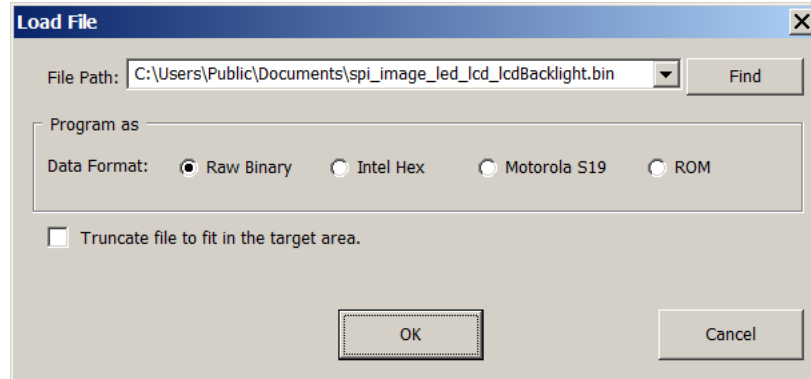 Load File
File Path: C:\Users\Public\Documents\spi_image_led_lcd_lcdBacklight.bin Find
Program as
Data Format: Raw Binary Intel Hex Motorola S19 ROM
Truncate file to fit in the target area.
OK Cancel